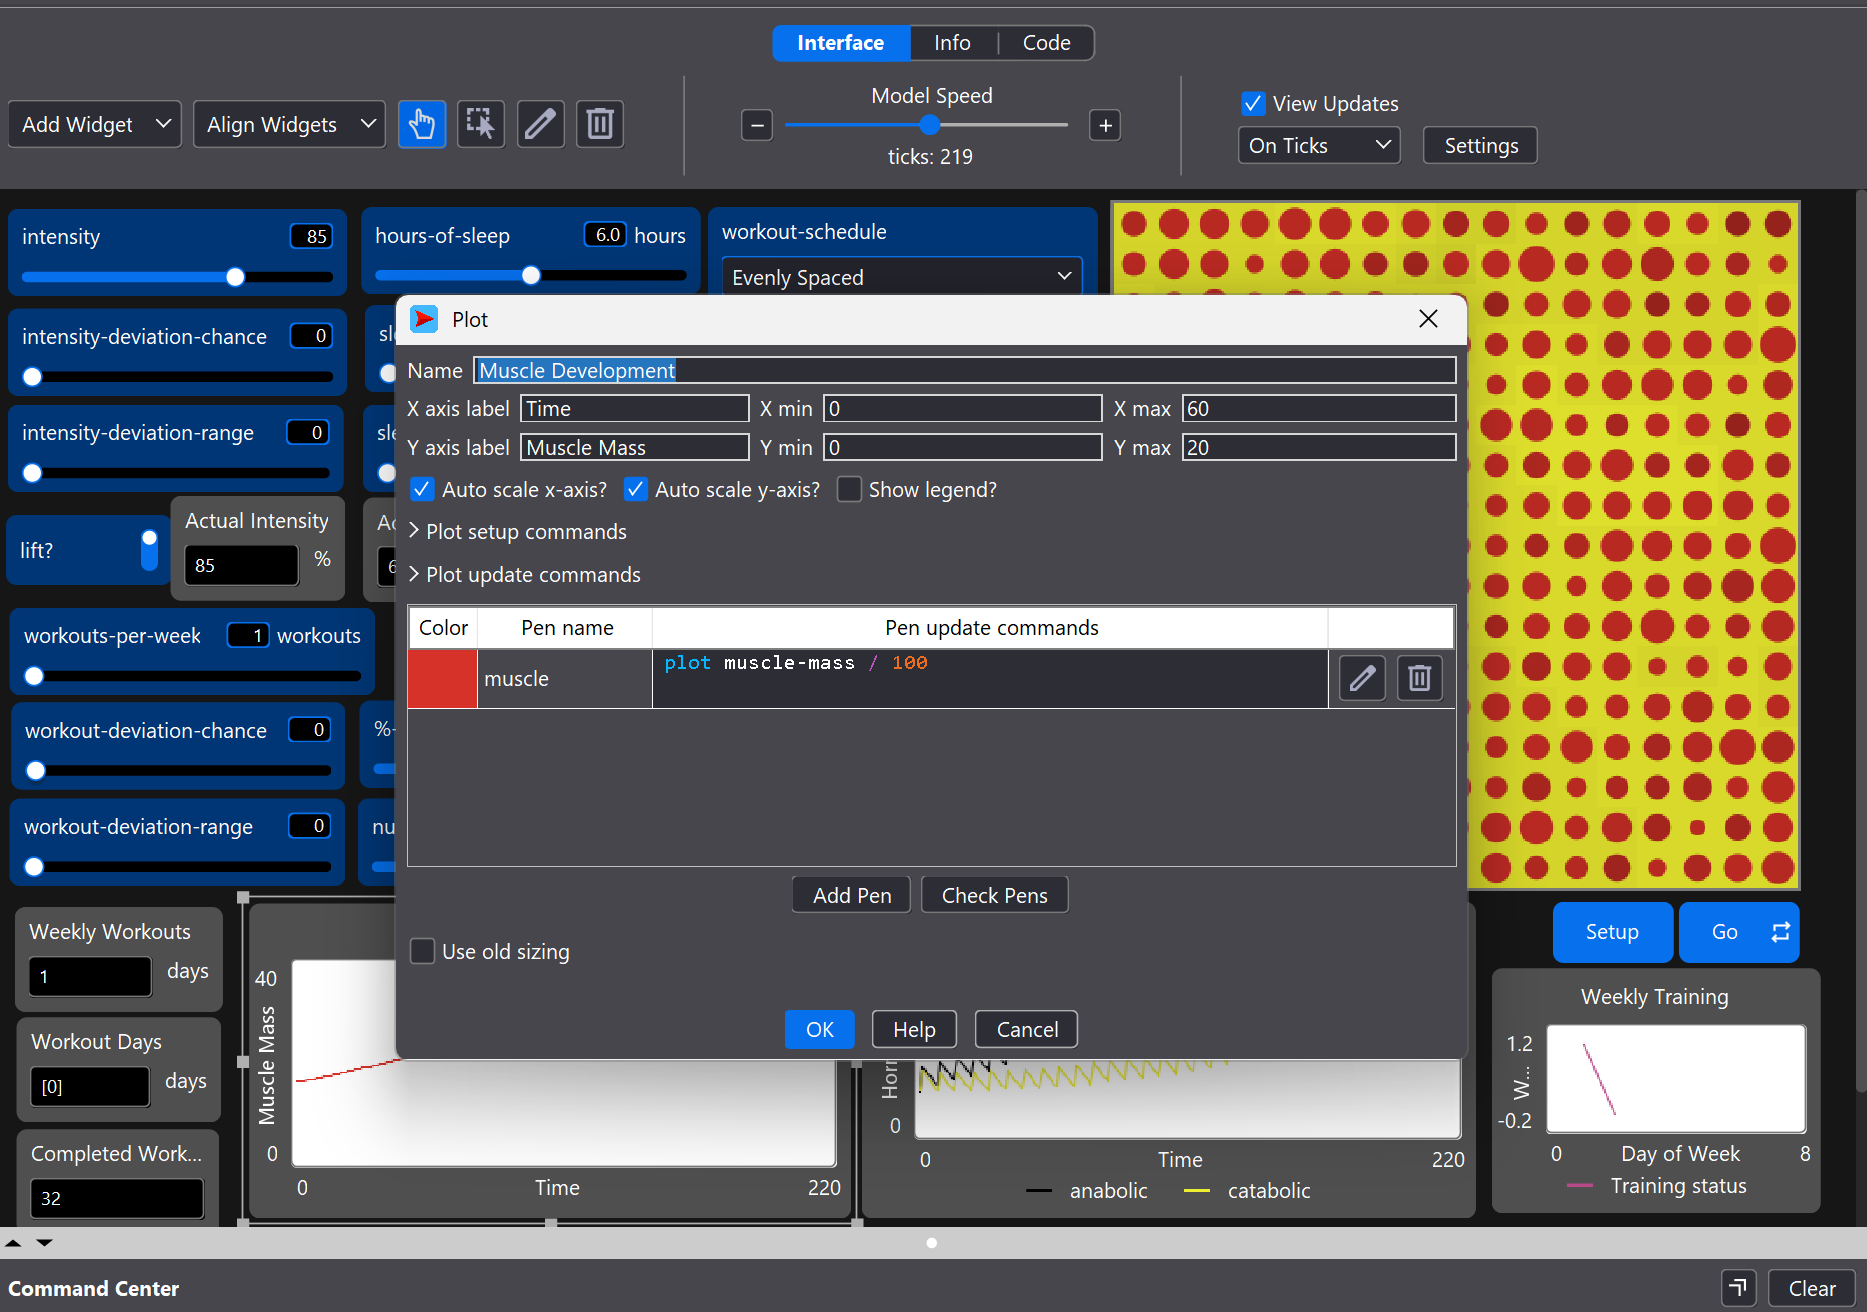 Interface Info Code
Add Widget
Align Widgets
Model Speed
ticks: 219
View Updates
On Ticks
Settings
intensity 85
hours-of-sleep 6.0 hours
workout-schedule
Evenly Spaced
intensity-deviation-chance 0
intensity-deviation-range 0
lift?
Actual Intensity
85 %
workouts-per-week 1 workouts
workout-deviation-chance 0
%-
workout-deviation-range 0
nu
Plot
Name Muscle Development
X axis label Time X min 0 X max 60
Y axis label Muscle Mass Y min 0 Y max 20
Auto scale x-axis? Auto scale y-axis? Show legend?
Plot setup commands
Plot update commands
Color Pen name Pen update commands
muscle plot muscle-mass / 100
Add Pen Check Pens
Use old sizing
OK Help Cancel
Weekly Workouts
1 days
Workout Days
[0] days
Completed Work...
32
40
Muscle Mass
0
0 Time 220
Horn
0
0 Time 220
anabolic catabolic
Setup Go
Weekly Training
1.2
W...
-0.2
0 Day of Week 8
Training status
Command Center
Clear